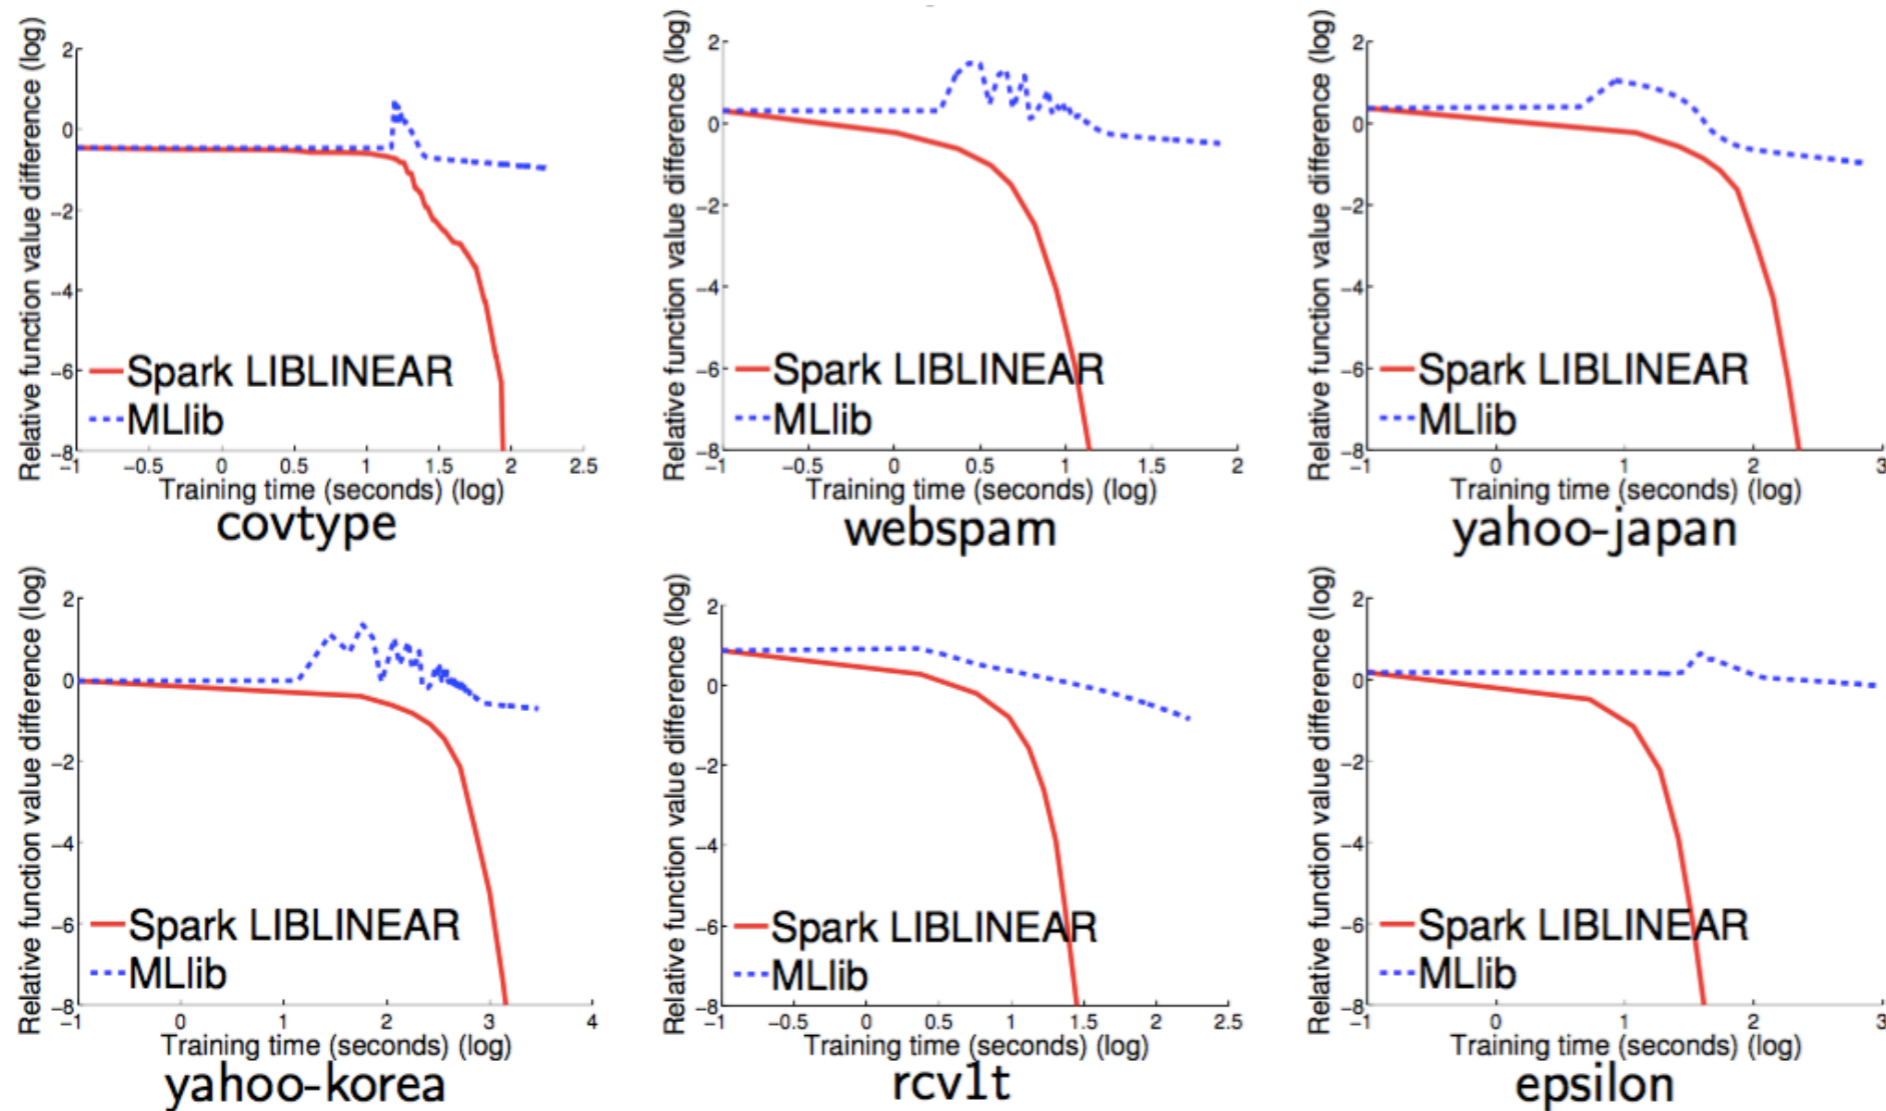 Relative function value difference (log)
2
0
−2
−4
−6
−8
Spark LIBLINEAR
MLlib
−1 −0.5 0 0.5 1 1.5 2 2.5
Training time (seconds) (log)
covtype
Relative function value difference (log)
2
0
−2
−4
−6
−8
Spark LIBLINEAR
MLlib
−1 −0.5 0 0.5 1 1.5 2
Training time (seconds) (log)
webspam
Relative function value difference (log)
2
0
−2
−4
−6
−8
Spark LIBLINEAR
MLlib
−1 0 1 2 3
Training time (seconds) (log)
yahoo-japan
Relative function value difference (log)
2
0
−2
−4
−6
−8
Spark LIBLINEAR
MLlib
−1 0 1 2 3 4
Training time (seconds) (log)
yahoo-korea
Relative function value difference (log)
2
0
−2
−4
−6
−8
Spark LIBLINEAR
MLlib
−1 −0.5 0 0.5 1 1.5 2 2.5
Training time (seconds) (log)
rcv1t
Relative function value difference (log)
2
0
−2
−4
−6
−8
Spark LIBLINEAR
MLlib
−1 0 1 2 3
Training time (seconds) (log)
epsilon